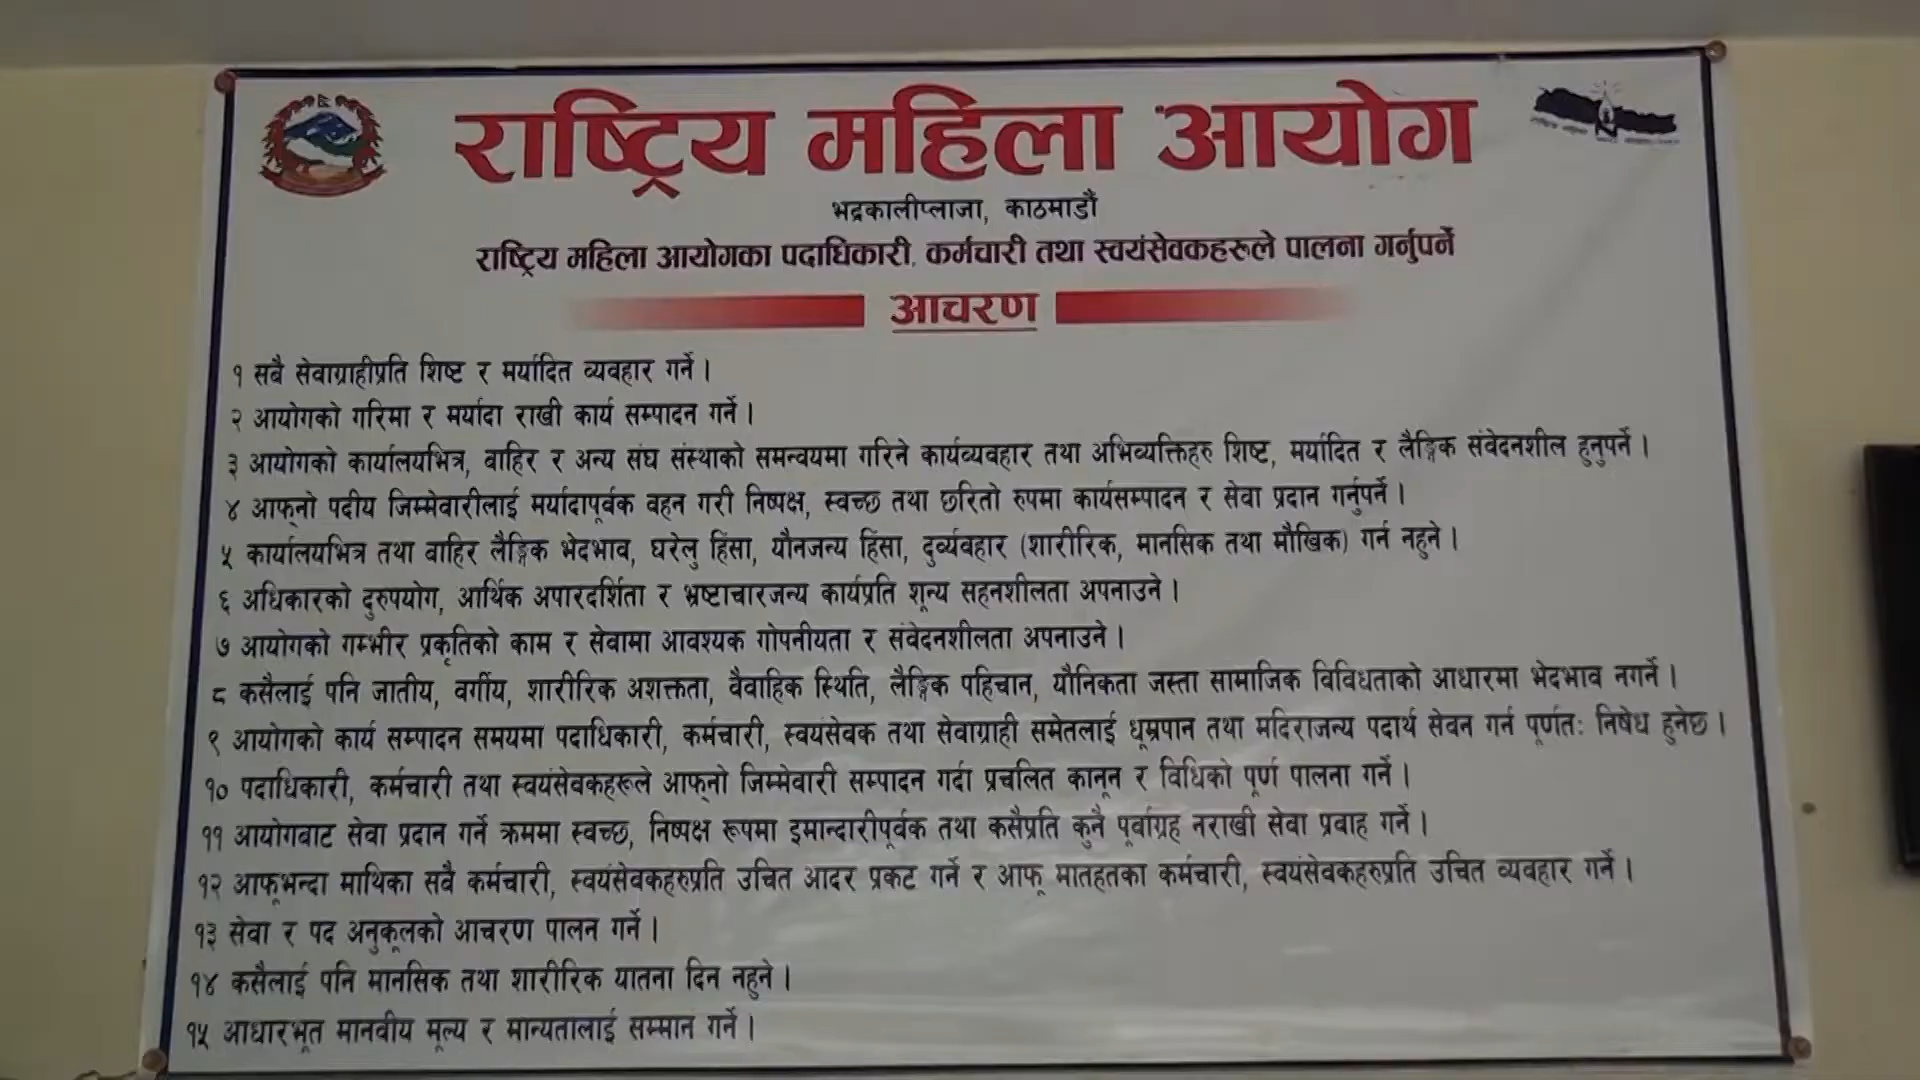 राष्ट्रिय महिला आयोग
भद्रकालीप्लाजा, काठमाडौं
राष्ट्रिय महिला आयोगका पदाधिकारी, कर्मचारी तथा स्वयंसेवकहरूले पालना गर्नुपर्ने
आचरण
१ सबै सेवाग्राहीप्रति शिष्ट र मर्यादित व्यवहार गर्ने ।
२ आयोगको गरिमा र मर्यादा राखी कार्य सम्पादन गर्ने ।
३ आयोगको कार्यालयभित्र, बाहिर र अन्य संघ संस्थाको समन्वयमा गरिने कार्यव्यवहार तथा अभिव्यक्तिहरु शिष्ट, मर्यादित र लैङ्गिक संवेदनशील हुनुपर्ने ।
४ आफ्‌नो पदीय जिम्मेवारीलाई मर्यादापूर्वक वहन गरी निष्पक्ष, स्वच्छ तथा छरितो रुपमा कार्यसम्पादन र सेवा प्रदान गर्नुपर्ने ।
५ कार्यालयभित्र तथा बाहिर लैङ्गिक भेदभाव, घरेलु हिंसा, यौनजन्य हिंसा, दुर्व्यवहार (शारीरिक, मानसिक तथा मौखिक) गर्न नहुने ।
६ अधिकारको दुरुपयोग, आर्थिक अपारदर्शिता र भ्रष्टाचारजन्य कार्यप्रति शून्य सहनशीलता अपनाउने ।
७ आयोगको गम्भीर प्रकृतिको काम र सेवामा आवश्यक गोपनीयता र संवेदनशीलता अपनाउने ।
८ कसैलाई पनि जातीय, वर्गीय, शारीरिक अशक्तता, वैवाहिक स्थिति, लैङ्गिक पहिचान, यौनिकता जस्ता सामाजिक विविधताको आधारमा भेदभाव नगर्ने ।
९ आयोगको कार्य सम्पादन समयमा पदाधिकारी, कर्मचारी, स्वयंसेवक तथा सेवाग्राही समेतलाई धूम्रपान तथा मदिराजन्य पदार्थ सेवन गर्न पूर्णतः निषेध हुनेछ ।
१० पदाधिकारी, कर्मचारी तथा स्वयंसेवकहरूले आफ्‌नो जिम्मेवारी सम्पादन गर्दा प्रचलित कानून र विधिको पूर्ण पालना गर्ने ।
११ आयोगबाट सेवा प्रदान गर्ने क्रममा स्वच्छ, निष्पक्ष रूपमा इमान्दारीपूर्वक तथा कसैप्रति कुनै पूर्वाग्रह नराखी सेवा प्रवाह गर्ने ।
१२ आफूभन्दा माथिका सबै कर्मचारी, स्वयंसेवकहरुप्रति उचित आदर प्रकट गर्ने र आफू मातहतका कर्मचारी, स्वयंसेवकहरुप्रति उचित व्यवहार गर्ने ।
१३ सेवा र पद अनुकूलको आचरण पालन गर्ने ।
१४ कसैलाई पनि मानसिक तथा शारीरिक यातना दिन नहुने ।
१५ आधारभूत मानवीय मूल्य र मान्यतालाई सम्मान गर्ने ।